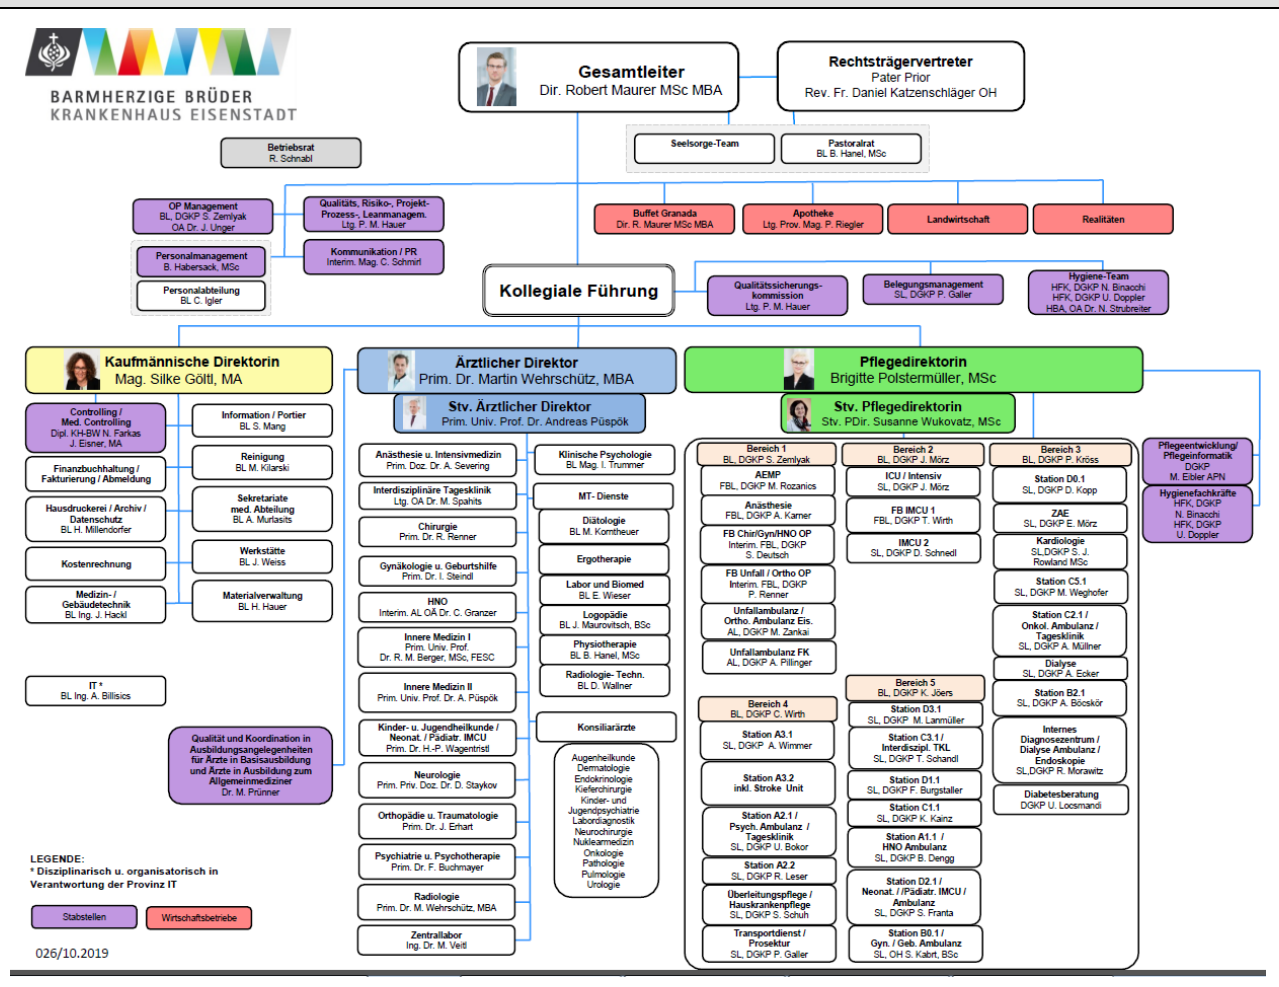 BARMHERZIGE BRÜDER
KRANKENHAUS EISENSTADT
Gesamtleiter
Dir. Robert Maurer MSc MBA
Rechtsträgervertreter
Pater Prior
Rev. Fr. Daniel Katzenschläger OH
Betriebsrat
R. Schnabl
Seelsorge-Team
Pastoralrat
BL B. Hanel, MSc
OP Management
BL, DGKP S. Zemlyak
OA Dr. J. Unger
Qualitäts, Risiko-, Projekt-
Prozess-, Leanmanagem.
Ltg. P. M. Hauer
Personalmanagement
B. Habersack, MSc
Kommunikation / PR
Interim. Mag. C. Schmirl
Personalabteilung
BL C. Igler
Buffet Granada
Dir. R. Maurer MSc MBA
Apotheke
Ltg. Prov. Mag. P. Riegler
Landwirtschaft
Realitäten
Kollegiale Führung
Qualitätssicherungs-
kommission
Ltg. P. M. Hauer
Belegungsmanagement
SL, DGKP P. Galler
Hygiene-Team
HFK, DGKP N. Binacchi
HFK, DGKP U. Doppler
HBA, OA Dr. N. Strubreiter
Kaufmännische Direktorin
Mag. Silke Göltl, MA
Controlling /
Med. Controlling
Dipl. KH-BW N. Farkas
J. Eisner, MA
Finanzbuchhaltung /
Fakturierung / Abmeldung
Hausdruckerei / Archiv /
Datenschutz
BL H. Millendorfer
Kostenrechnung
Medizin- /
Gebäudetechnik
BL Ing. J. Hackl
IT *
BL Ing. A. Billisics
Information / Portier
BL S. Mang
Reinigung
BL M. Kilarski
Sekretariate
med. Abteilung
BL A. Murlasits
Werkstätte
BL J. Weiss
Materialverwaltung
BL H. Hauer
Qualität und Koordination in
Ausbildungsangelegenheiten
für Ärzte in Basisausbildung
und Ärzte in Ausbildung zum
Allgemeinmediziner
Dr. M. Prünner
Ärztlicher Direktor
Prim. Dr. Martin Wehrschütz, MBA
Stv. Ärztlicher Direktor
Prim. Univ. Prof. Dr. Andreas Püspök
Anästhesie u. Intensivmedizin
Prim. Doz. Dr. A. Severing
Interdisziplinäre Tagesklinik
Ltg. OA Dr. M. Spahits
Chirurgie
Prim. Dr. R. Renner
Gynäkologie u. Geburtshilfe
Prim. Dr. I. Steindl
HNO
Interim. AL OÄ Dr. C. Granzer
Innere Medizin I
Prim. Univ. Prof.
Dr. R. M. Berger, MSc, FESC
Innere Medizin II
Prim. Univ. Prof. Dr. A. Püspök
Kinder- u. Jugendheilkunde /
Neonat. / Pädiatr. IMCU
Prim. Dr. H.-P. Wagentristl
Neurologie
Prim. Priv. Doz. Dr. D. Staykov
Orthopädie u. Traumatologie
Prim. Dr. J. Erhart
Psychiatrie u. Psychotherapie
Prim. Dr. F. Buchmayer
Radiologie
Prim. Dr. M. Wehrschütz, MBA
Zentrallabor
Ing. Dr. M. Veitl
Klinische Psychologie
BL Mag. I. Trummer
MT- Dienste
Diätologie
BL M. Korntheuer
Ergotherapie
Labor und Biomed
BL E. Wieser
Logopädie
BL J. Maurovitsch, BSc
Physiotherapie
BL B. Hanel, MSc
Radiologie- Techn.
BL D. Wallner
Konsiliarärzte
Augenheilkunde
Dermatologie
Endokrinologie
Kieferchirurgie
Kinder- und
Jugendpsychiatrie
Labordiagnostik
Neurochirurgie
Nuklearmedizin
Onkologie
Pathologie
Pulmologie
Urologie
Pflegedirektorin
Brigitte Polstermüller, MSc
Stv. Pflegedirektorin
Stv. PDir. Susanne Wukovatz, MSc
Bereich 1
BL, DGKP S. Zemlyak
AEMP
FBL, DGKP M. Rozanics
Anästhesie
FBL, DGKP A. Karner
FB Chir/Gyn/HNO OP
Interim. FBL, DGKP
S. Deutsch
FB Unfall / Ortho OP
Interim. FBL, DGKP
P. Renner
Unfallambulanz /
Ortho. Ambulanz Eis.
AL, DGKP M. Zankai
Unfallambulanz FK
AL, DGKP A. Pillinger
Bereich 2
BL, DGKP J. Mörz
ICU / Intensiv
SL, DGKP J. Mörz
FB IMCU 1
FBL, DGKP T. Wirth
IMCU 2
SL, DGKP D. Schnedl
Bereich 3
BL, DGKP P. Kröss
Station D0.1
SL, DGKP D. Kopp
ZAE
SL, DGKP E. Mörz
Kardiologie
SL,DGKP S. J.
Rowland MSc
Station C5.1
SL, DGKP M. Weghofer
Station C2.1 /
Onkol. Ambulanz /
Tagesklinik
SL, DGKP A. Müllner
Dialyse
SL, DGKP A. Ecker
Station B2.1
SL, DGKP A. Böcskör
Internes
Diagnosezentrum /
Dialyse Ambulanz /
Endoskopie
SL,DGKP R. Morawitz
Diabetesberatung
DGKP U. Locsmandi
Bereich 4
BL, DGKP C. Wirth
Station A3.1
SL, DGKP A. Wimmer
Station A3.2
inkl. Stroke Unit
Station A2.1 /
Psych. Ambulanz /
Tagesklinik
SL, DGKP U. Bokor
Station A2.2
SL, DGKP R. Leser
Überleitungspflege /
Hauskrankenpflege
SL, DGKP S. Schuh
Transportdienst /
Prosektur
SL, DGKP P. Galler
Bereich 5
BL, DGKP K. Jöers
Station D3.1
SL, DGKP M. Lanmüller
Station C3.1 /
Interdiszipl. TKL
SL, DGKP T. Schandl
Station D1.1
SL, DGKP F. Burgstaller
Station C1.1
SL, DGKP K. Kainz
Station A1.1 /
HNO Ambulanz
SL, DGKP B. Dengg
Station D2.1 /
Neonat. / /Pädiatr. IMCU /
Ambulanz
SL, DGKP S. Franta
Station B0.1 /
Gyn. / Geb. Ambulanz
SL, OH S. Kabrt, BSc
Pflegeentwicklung/
Pflegeinformatik
DGKP
M. Eibler APN
Hygienefachkräfte
HFK, DGKP
N. Binacchi
HFK, DGKP
U. Doppler
LEGENDE:
* Disziplinarisch u. organisatorisch in
Verantwortung der Provinz IT
Stabstellen
Wirtschaftsbetriebe
026/10.2019